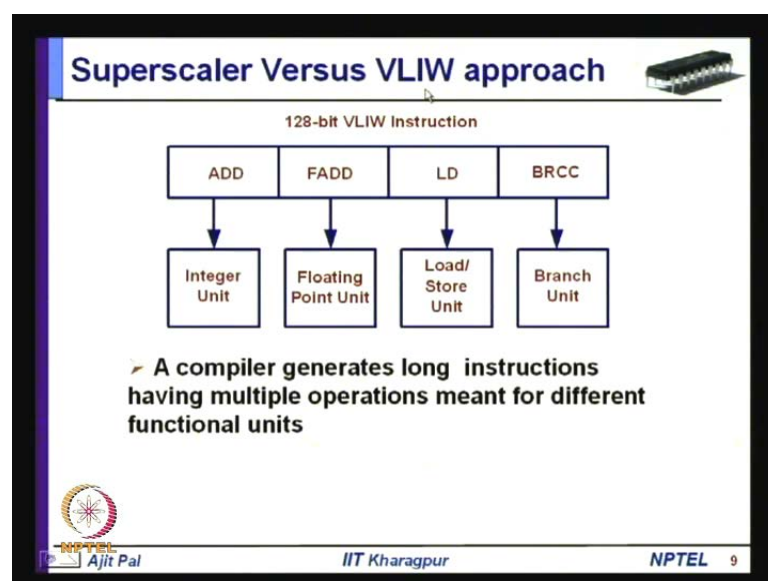 Superscaler Versus VLIW approach
128-bit VLIW Instruction
ADD FADD LD BRCC
Integer Unit
Floating Point Unit
Load/ Store Unit
Branch Unit
A compiler generates long instructions
having multiple operations meant for different
functional units
NPTEL
Ajit Pal IIT Kharagpur NPTEL 9